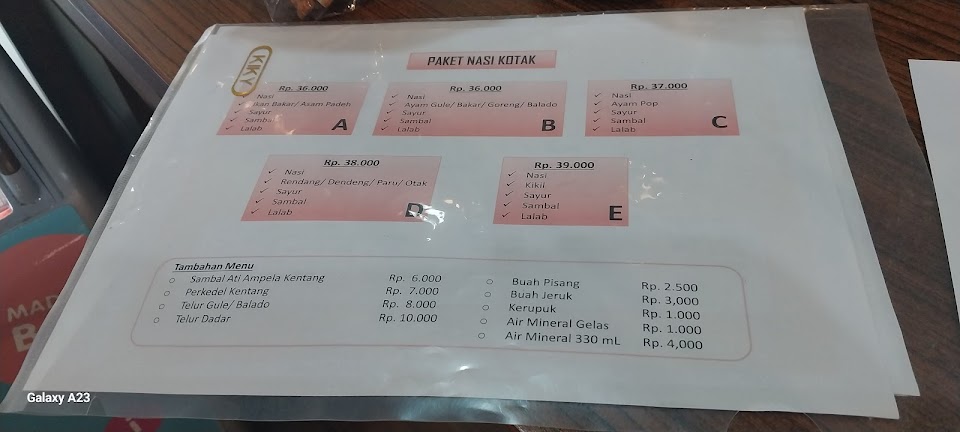 KIKY
PAKET NASI KOTAK
Rp. 36.000
Nasi
Ikan Bakar/ Asam Padeh
Sayur
Sambal
Lalab
A
Rp. 36.000
Nasi
Ayam Gule/ Bakar/ Goreng/ Balado
Sayur
Sambal
Lalab
B
Rp. 37.000
Nasi
Ayam Pop
Sayur
Sambal
Lalab
C
Rp. 38.000
Nasi
Rendang/ Dendeng/ Paru/ Otak
Sayur
Sambal
Lalab
D
Rp. 39.000
Nasi
Kikil
Sayur
Sambal
Lalab
E
Tambahan Menu
Sambal Ati Ampela Kentang Rp. 6.000
Perkedel Kentang Rp. 7.000
Telur Gule/ Balado Rp. 8.000
Telur Dadar Rp. 10.000
Buah Pisang Rp. 2.500
Buah Jeruk Rp. 3,000
Kerupuk Rp. 1.000
Air Mineral Gelas Rp. 1.000
Air Mineral 330 mL Rp. 4,000
Galaxy A23